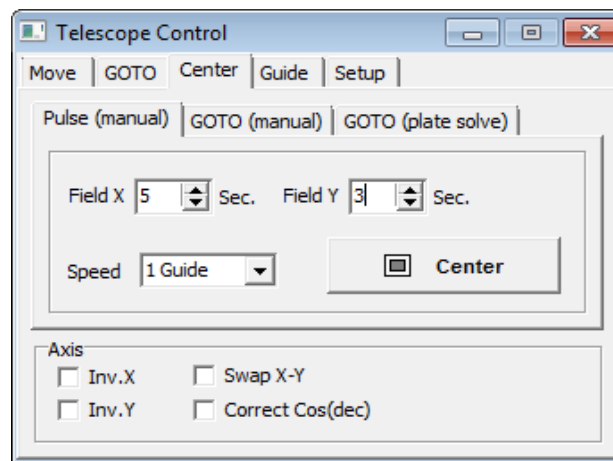 Telescope Control
Move GOTO Center Guide Setup
Pulse (manual) GOTO (manual) GOTO (plate solve)
Field X 5 Sec. Field Y 3 Sec.
Speed 1 Guide Center
Axis
Inv.X Swap X-Y
Inv.Y Correct Cos(dec)